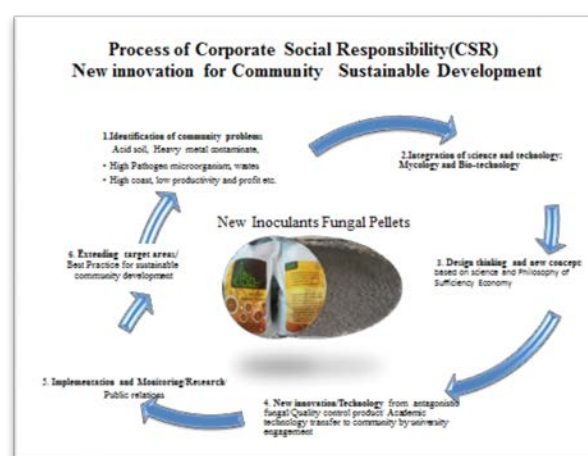 Process of Corporate Social Responsibility(CSR)
New innovation for Community Sustainable Development
1.Identification of community problems
Acid soil, Heavy metal contaminate,
• High Pathogen microorganism, wastes
• High coast, low productivity and profit etc.
2.Integration of science and technology:
Mycology and Bio-technology
New Inoculants Fungal Pellets
3. Design thinking and new concept
based on science and Philosophy of
Sufficiency Economy
4. New innovation/Technology from antagonistic
fungal Quality control product Academic
technology transfer to community by university
engagement
5. Implementation and Monitoring/Research/
Public relations
6. Extending target areas/
Best Practice for sustainable
community development